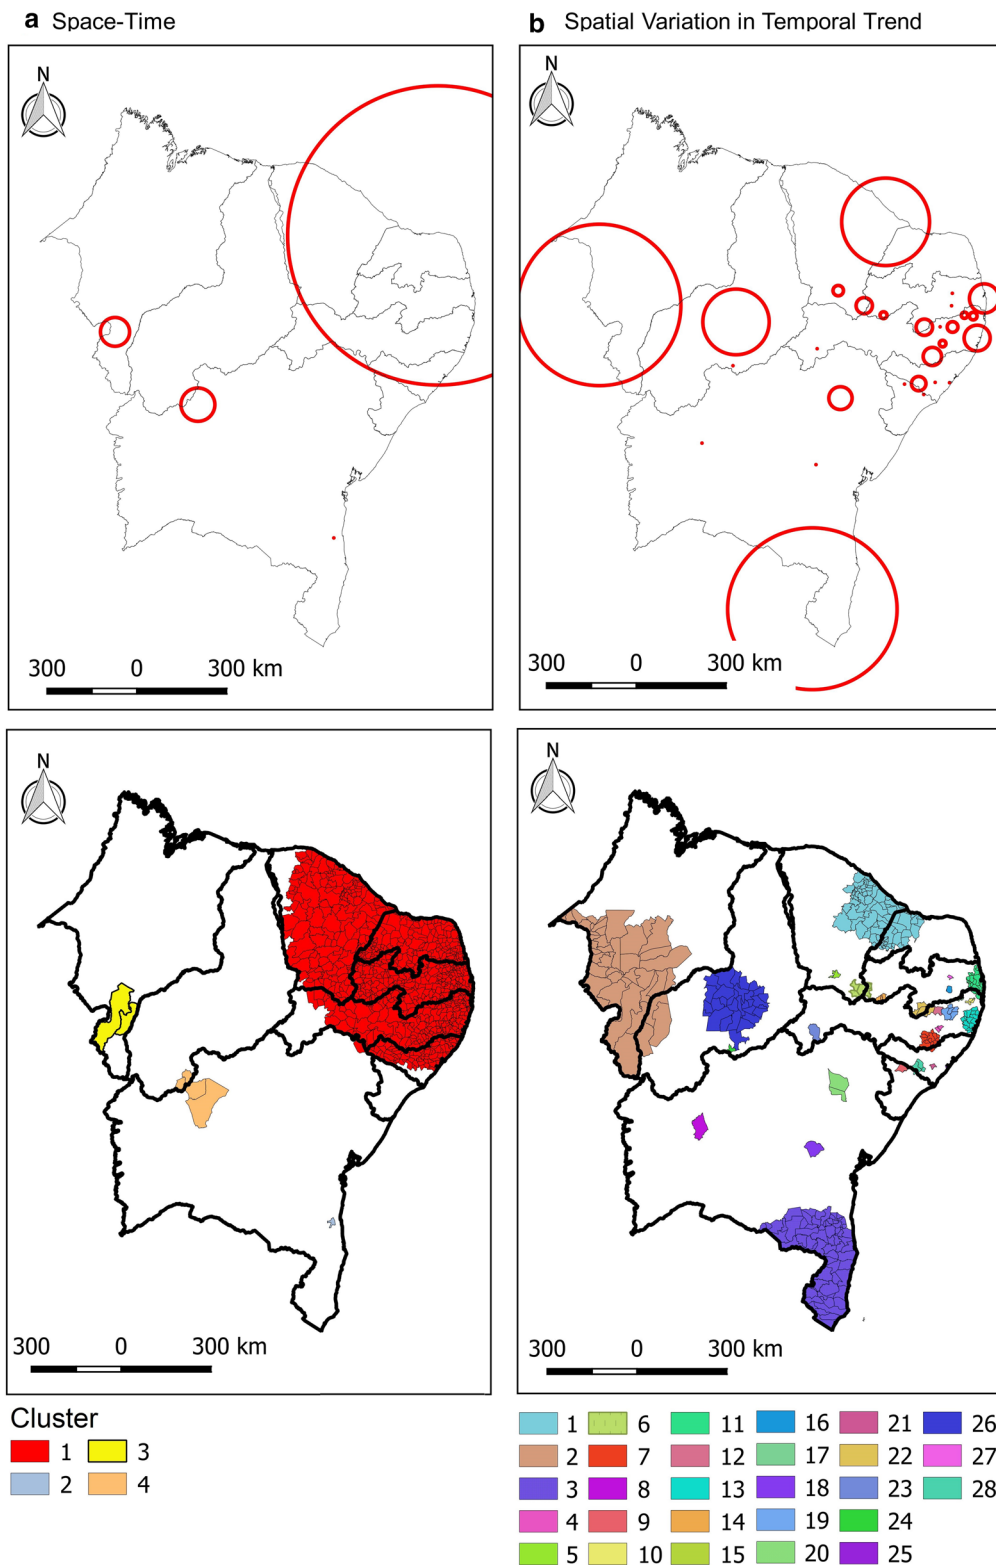 a Space-Time
b Spatial Variation in Temporal Trend
N
300 0 300 km
N
300 0 300 km
N
300 0 300 km
N
300 0 300 km
Cluster
1 3
2 4
1 6 11 16 21 26
2 7 12 17 22 27
3 8 13 18 23 28
4 9 14 19 24
5 10 15 20 25